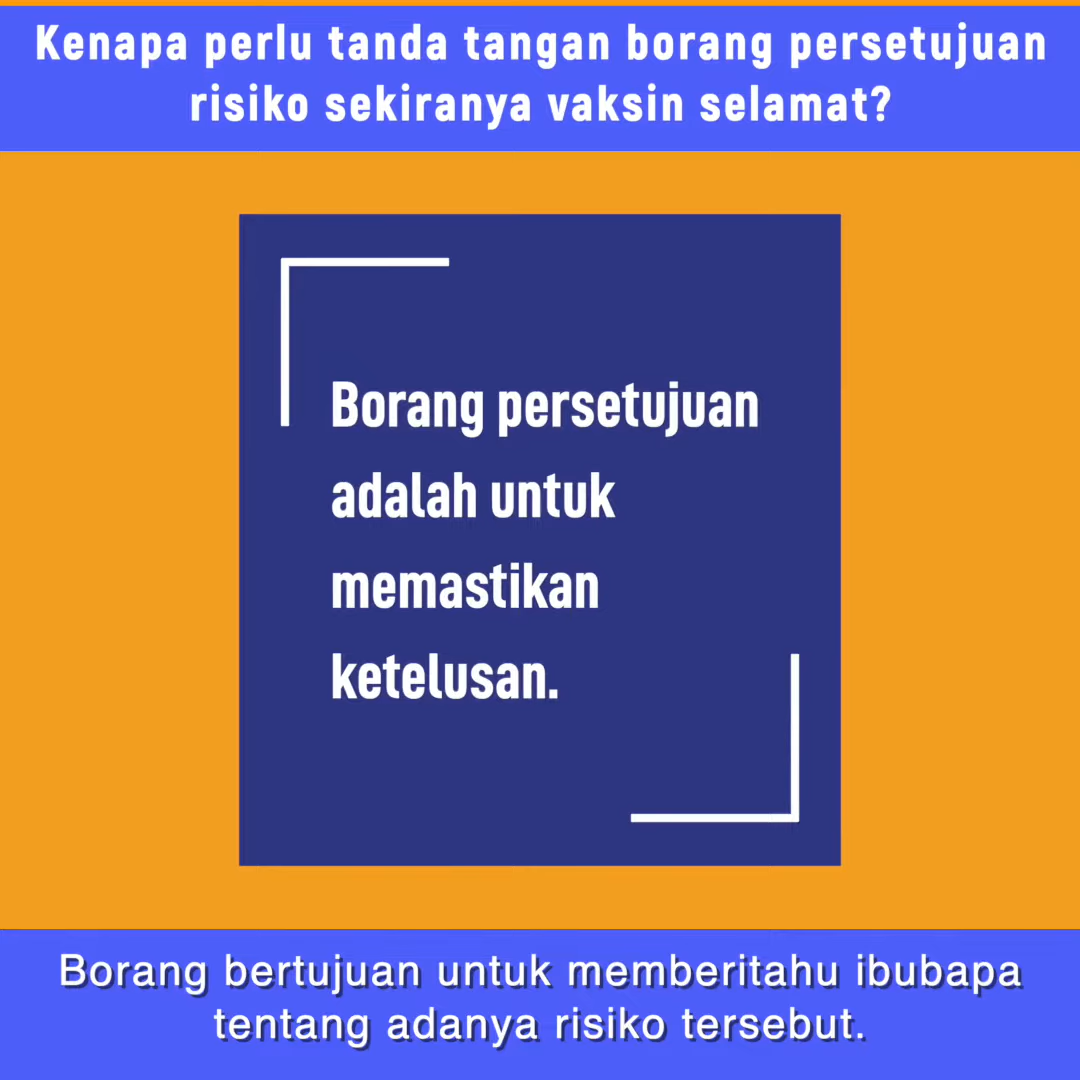 Kenapa perlu tanda tangan borang persetujuan
risiko sekiranya vaksin selamat?
Borang persetujuan
adalah untuk
memastikan
ketelusan.
Borang bertujuan untuk memberitahu ibubapa
tentang adanya risiko tersebut.